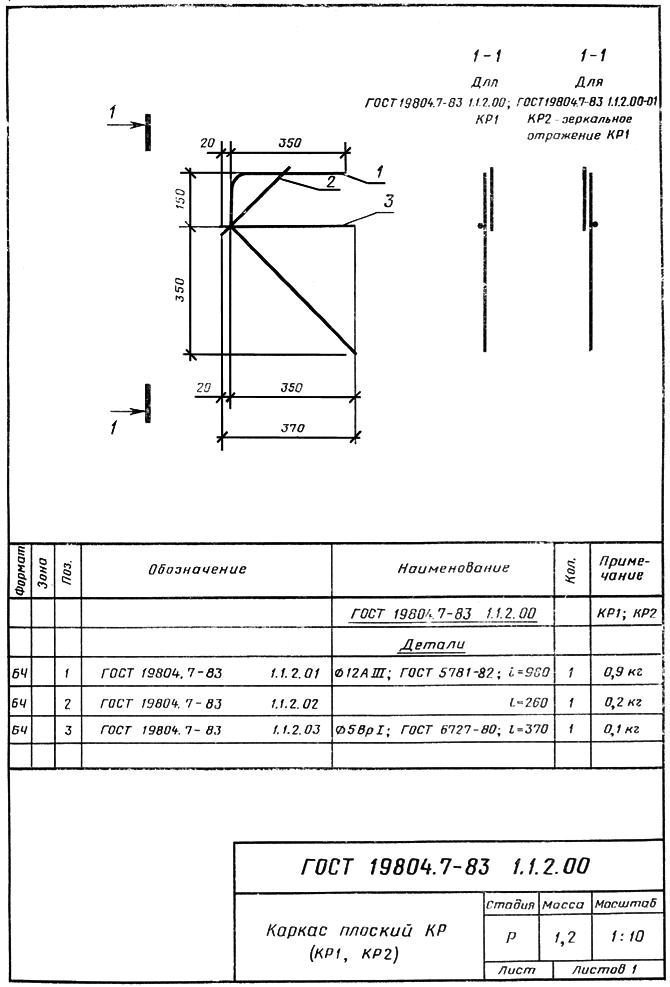 1-1
Для
ГОСТ 19804.7-83 1.1.2.00;
КР1
1-1
Для
ГОСТ 19804.7-83 1.1.2.00-01
КР2 - зеркальное
отражение КР1
1
20
350
1
2
3
150
350
20
350
370
1
Формат Зона Поз. Обозначение Наименование Кол. Приме-
чание
ГОСТ 19804.7-83 1.1.2.00 КР1; КР2
Детали
БЧ 1 ГОСТ 19804.7-83 1.1.2.01 ϕ12АIII; ГОСТ 5781-82; l=960 1 0,9 кг
БЧ 2 ГОСТ 19804.7-83 1.1.2.02 l=260 1 0,2 кг
БЧ 3 ГОСТ 19804.7-83 1.1.2.03 ϕ5ВрI; ГОСТ 6727-80; l=370 1 0,1 кг
ГОСТ 19804.7-83 1.1.2.00
Каркас плоский КР
(КР1, КР2)
Стадия Масса Масштаб
Р 1,2 1:10
Лист Листов 1